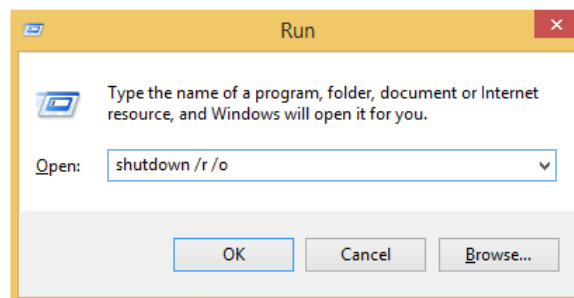 Run
Type the name of a program, folder, document or Internet
resource, and Windows will open it for you.
Open: shutdown /r /o
OK Cancel Browse...